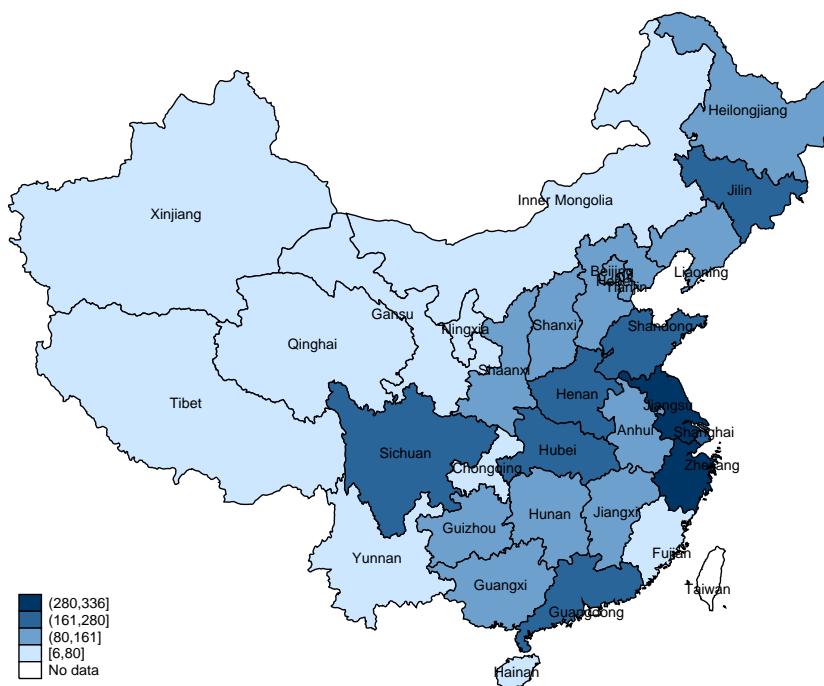 Heilongjiang
Jilin
Xinjiang
Inner Mongolia
Beijing
Liaoning
Hebei
Tianjin
Gansu
Ningxia
Shanxi
Shandong
Qinghai
Shaanxi
Tibet
Henan
Jiangsu
Anhui
Shanghai
Sichuan
Hubei
Chongqing
Zhejiang
Hunan
Jiangxi
Guizhou
Yunnan
Fujian
Guangxi
Taiwan
Guangdong
Hainan
(280,336]
(161,280]
(80,161]
[6,80]
No data